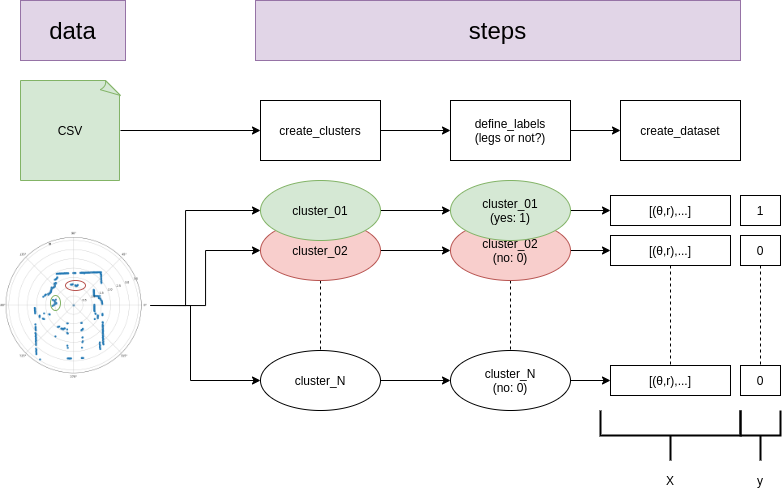 data
steps
CSV
create_clusters
define_labels
(legs or not?)
create_dataset
cluster_01
cluster_01
(yes: 1)
[(θ,r),...]
1
cluster_02
cluster_02
(no: 0)
[(θ,r),...]
0
cluster_N
cluster_N
(no: 0)
[(θ,r),...]
0
X
y